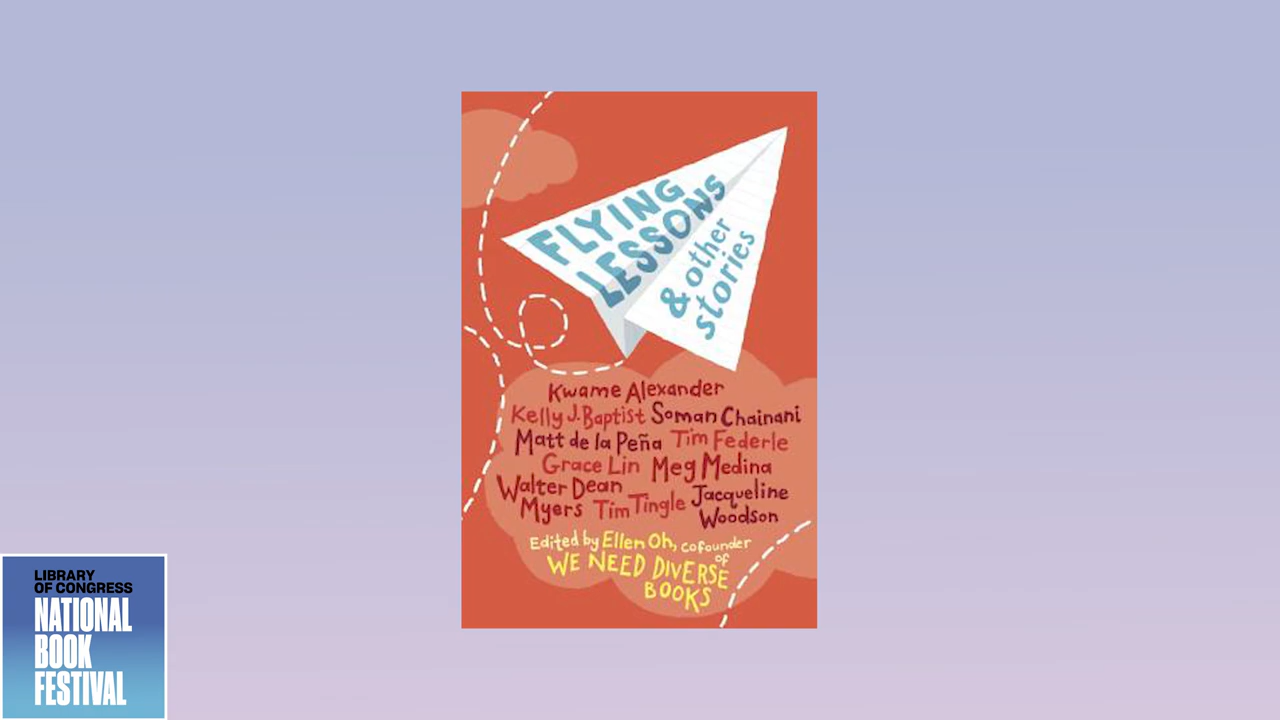 FLYING
LESSONS
& other
stories
Kwame Alexander
Kelly J. Baptist Soman Chainani
Matt de la Peña Tim Federle
Grace Lin Meg Medina
Walter Dean Myers Tim Tingle Jacqueline Woodson
Edited by Ellen Oh, cofounder of
WE NEED DIVERSE
BOOKS
LIBRARY
OF CONGRESS
NATIONAL
BOOK
FESTIVAL